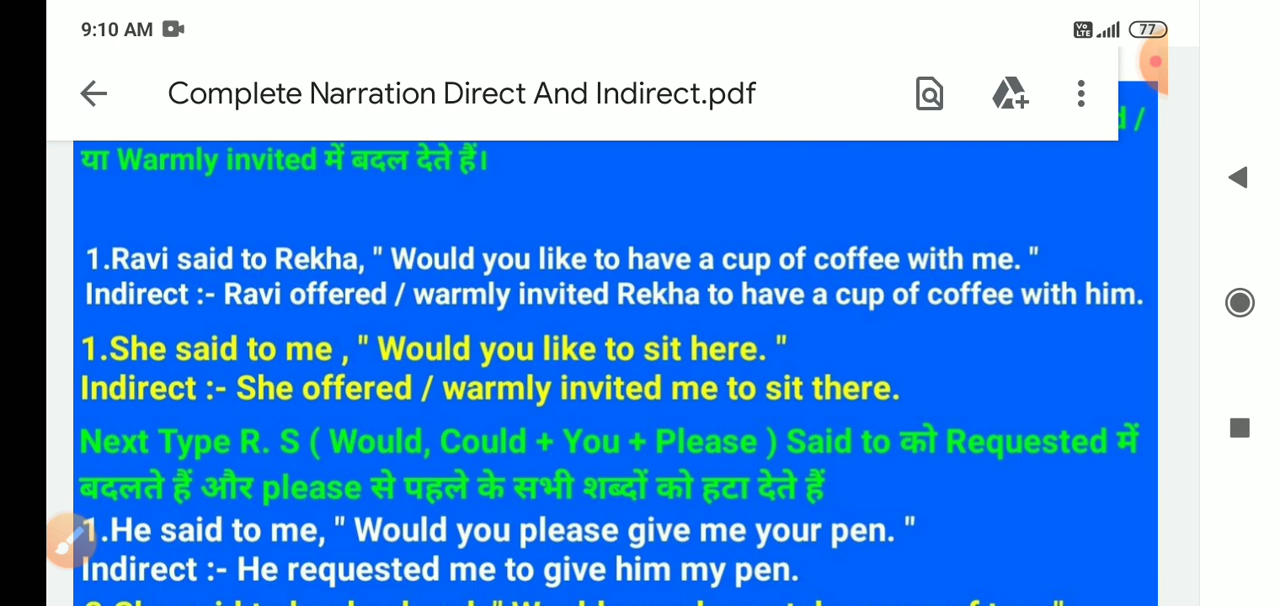 9:10 AM
Vo LTE 77
Complete Narration Direct And Indirect.pdf
/
या Warmly invited में बदल देते हैं।
1.Ravi said to Rekha, " Would you like to have a cup of coffee with me. "
Indirect :- Ravi offered / warmly invited Rekha to have a cup of coffee with him.
1.She said to me , " Would you like to sit here. "
Indirect :- She offered / warmly invited me to sit there.
Next Type R. S ( Would, Could + You + Please ) Said to को Requested में
बदलते हैं और please से पहले के सभी शब्दों को हटा देते हैं
1.He said to me, " Would you please give me your pen. "
Indirect :- He requested me to give him my pen.